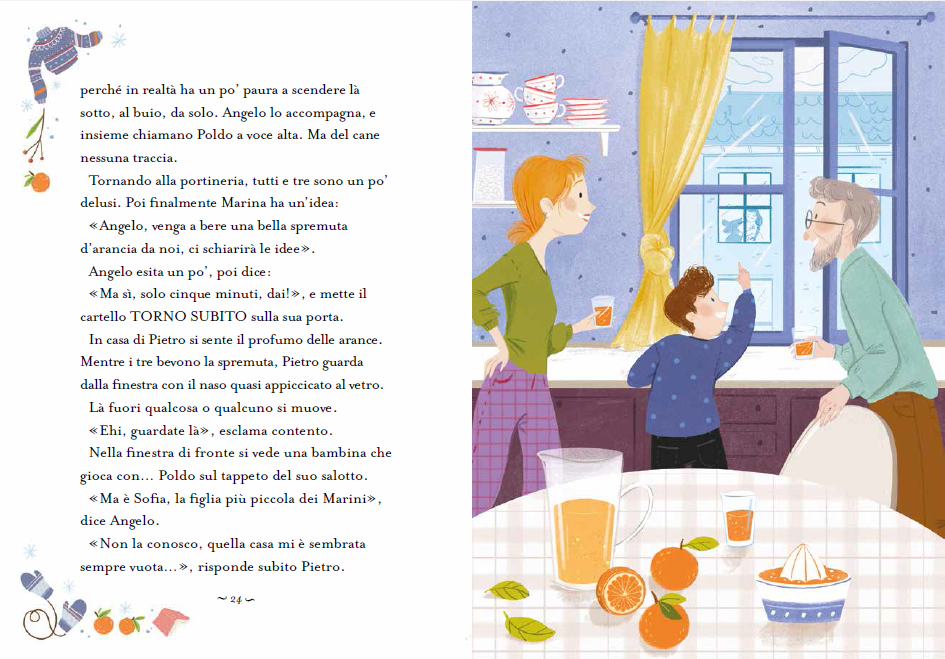 perché in realtà ha un po’ paura a scendere là
sotto, al buio, da solo. Angelo lo accompagna, e
insieme chiamano Poldo a voce alta. Ma del cane
nessuna traccia.
Tornando alla portineria, tutti e tre sono un po’
delusi. Poi finalmente Marina ha un’idea:
«Angelo, venga a bere una bella spremuta
d’arancia da noi, ci schiarirà le idee».
Angelo esita un po’, poi dice:
«Ma sì, solo cinque minuti, dai!», e mette il
cartello TORNO SUBITO sulla sua porta.
In casa di Pietro si sente il profumo delle arance.
Mentre i tre bevono la spremuta, Pietro guarda
dalla finestra con il naso quasi appiccicato al vetro.
Là fuori qualcosa o qualcuno si muove.
«Ehi, guardate là», esclama contento.
Nella finestra di fronte si vede una bambina che
gioca con... Poldo sul tappeto del suo salotto.
«Ma è Sofia, la figlia più piccola dei Marini»,
dice Angelo.
«Non la conosco, quella casa mi è sembrata
sempre vuota...», risponde subito Pietro.
~ 24 ~